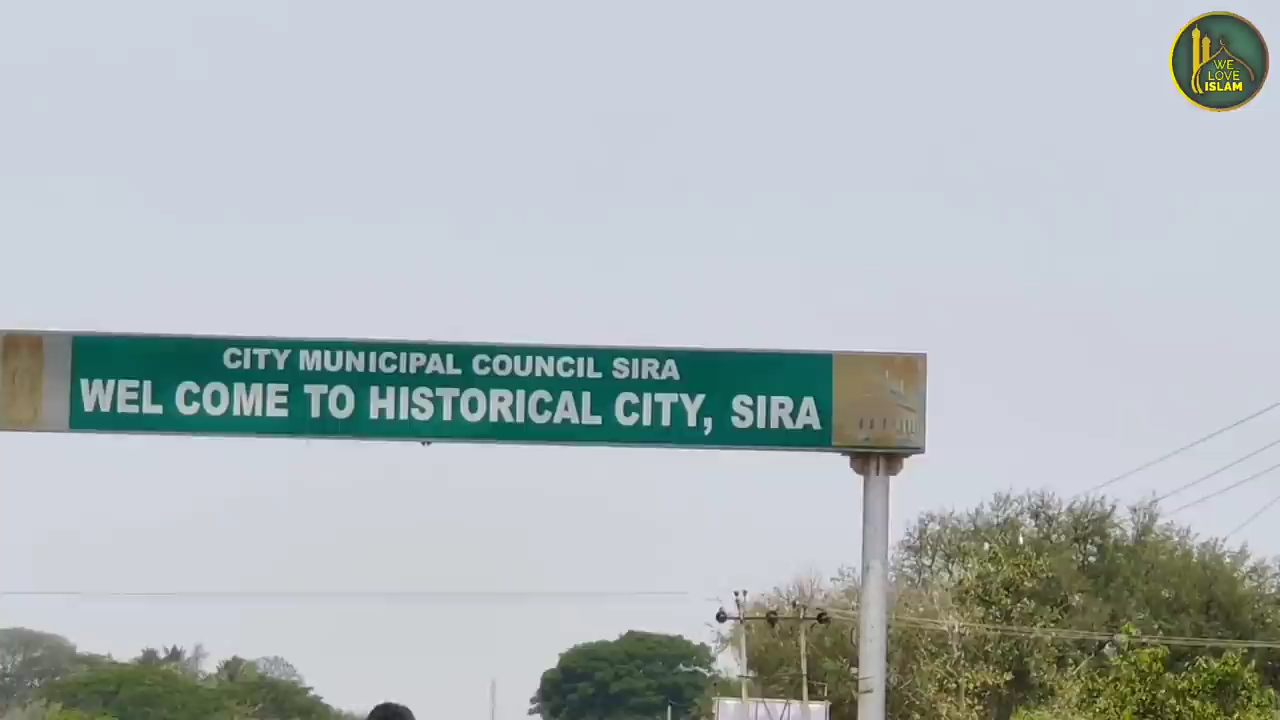 WE
LOVE
ISLAM
CITY MUNICIPAL COUNCIL SIRA
WEL COME TO HISTORICAL CITY, SIRA